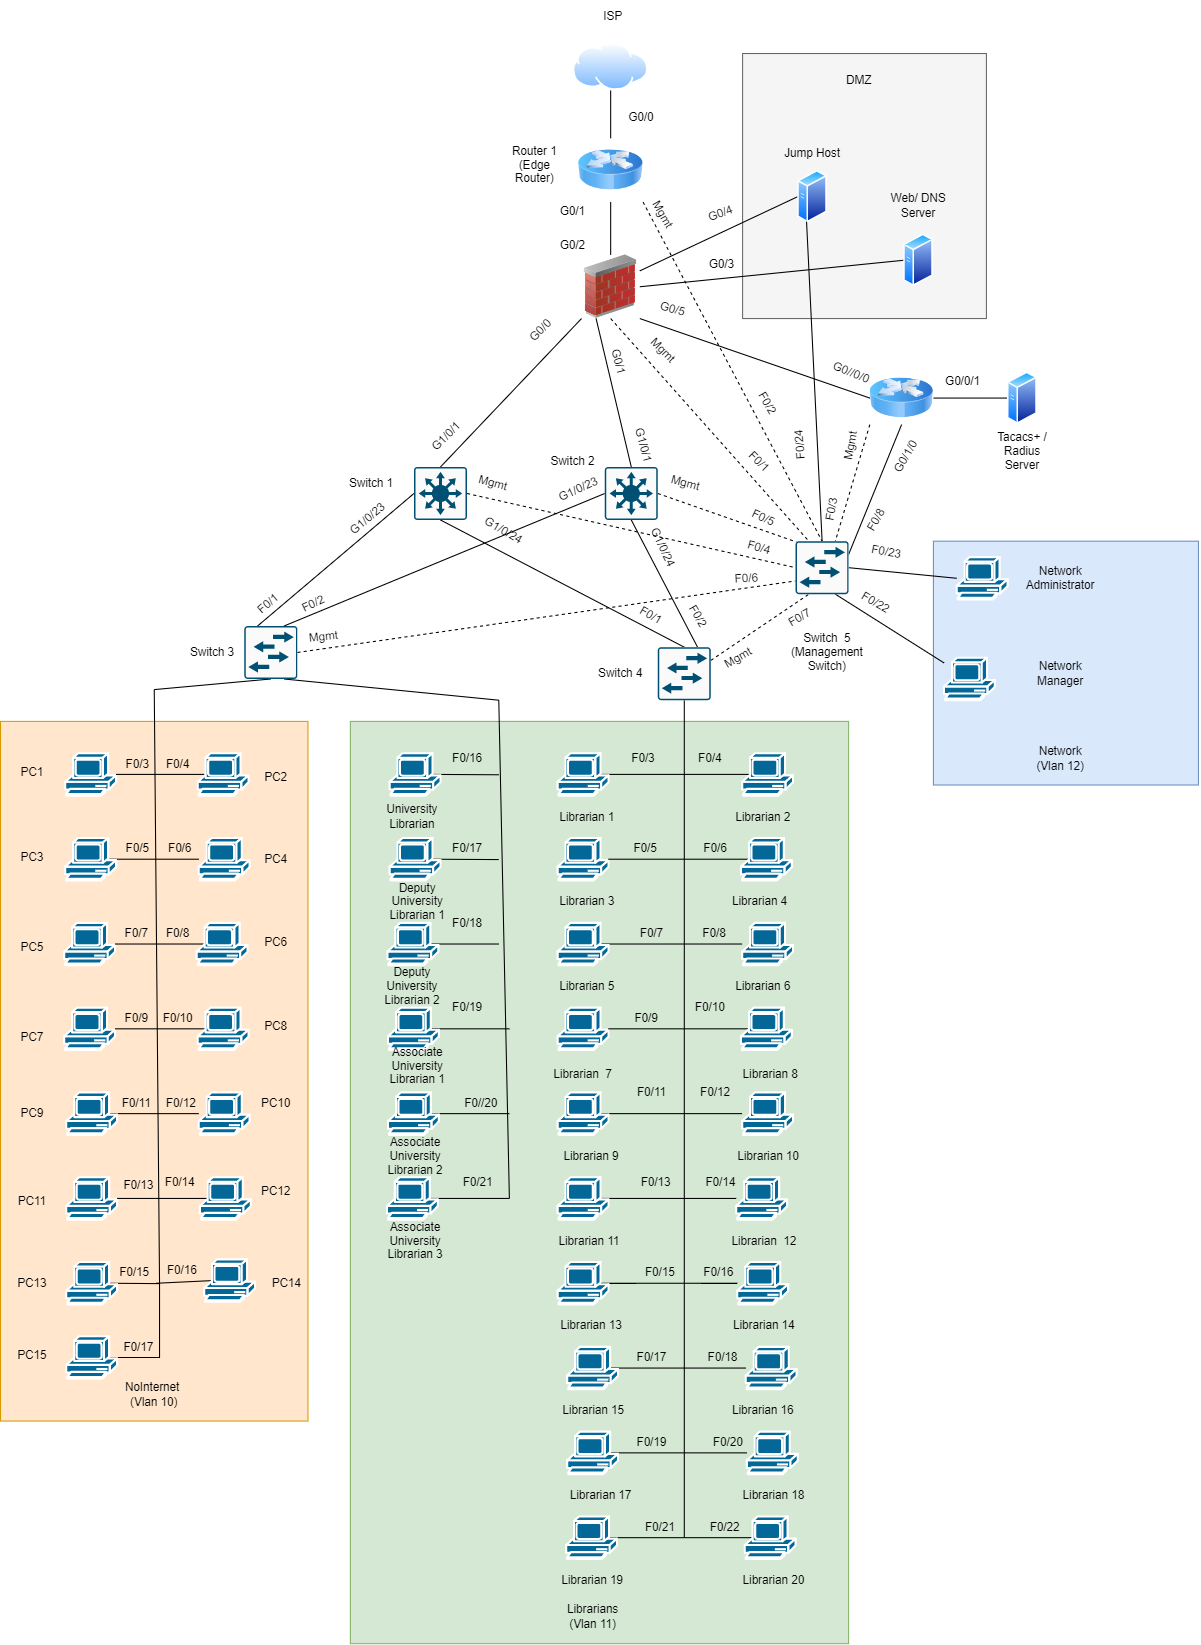 ISP
G0/0
DMZ
Router 1
(Edge
Router)
Jump Host
Web/ DNS
Server
G0/1
Mgmt
G0/4
G0/2
G0/3
G0/5
G0/0
G0/1
Mgmt
G0//0/0
G0/0/1
F0/2
Tacacs+ /
Radius
Server
G1/0/1
G1/0/1
F0/24
Mgmt
G0/1/0
Switch 1
Switch 2
F0/1
Mgmt
G1/0/23
Mgmt
G1/0/23
F0/3
F0/8
F0/5
G1/0/24
G1/0/24
F0/4
F0/23
F0/6
Network
Administrator
F0/1
F0/2
F0/1
F0/2
F0/7
F0/22
Mgmt
Switch 3
Switch 4
Mgmt
Switch  5
(Management
Switch)
Network
Manager
Network
(Vlan 12)
PC1
F0/3
F0/4
PC2
PC3
F0/5
F0/6
PC4
PC5
F0/7
F0/8
PC6
PC7
F0/9
F0/10
PC8
PC9
F0/11
F0/12
PC10
PC11
F0/13
F0/14
PC12
PC13
F0/15
F0/16
PC14
PC15
F0/17
NoInternet
(Vlan 10)
F0/16
University
Librarian
F0/17
Deputy
University
Librarian 1
F0/18
Deputy
University
Librarian 2
F0/19
Associate
University
Librarian 1
F0//20
Associate
University
Librarian 2
F0/21
Associate
University
Librarian 3
F0/3
F0/4
Librarian 1
Librarian 2
F0/5
F0/6
Librarian 3
Librarian 4
F0/7
F0/8
Librarian 5
Librarian 6
F0/9
F0/10
Librarian  7
Librarian 8
F0/11
F0/12
Librarian 9
Librarian 10
F0/13
F0/14
Librarian 11
Librarian  12
F0/15
F0/16
Librarian 13
Librarian 14
F0/17
F0/18
Librarian 15
Librarian 16
F0/19
F0/20
Librarian 17
Librarian 18
F0/21
F0/22
Librarian 19
Librarian 20
Librarians
(Vlan 11)